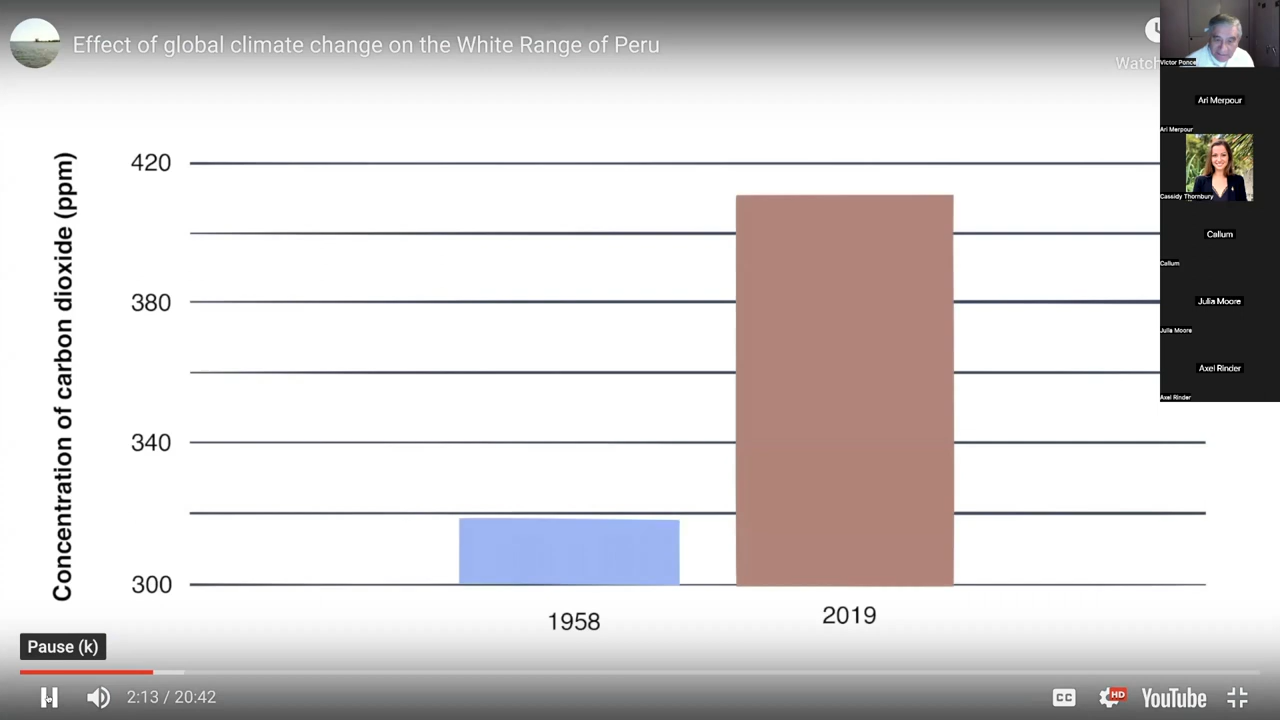 Effect of global climate change on the White Range of Peru
Watch
Concentration of carbon dioxide (ppm)
420
380
340
300
1958
2019
Pause (k)
2:13 / 20:42
CC
HD
YouTube
Victor Ponce
Ari Merpour
Ari Merpour
Cassidy Thornbury
Callum
Callum
Julia Moore
Julia Moore
Axel Rinder
Axel Rinder